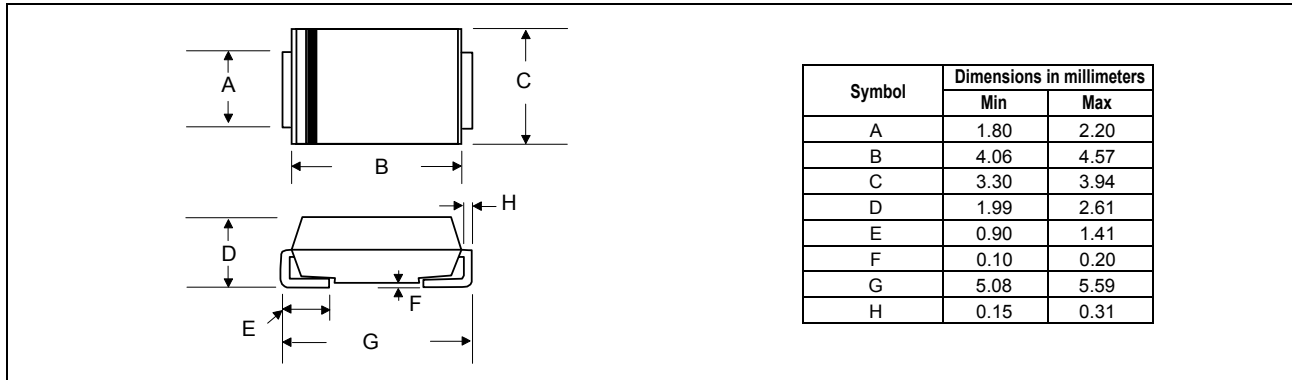 A
C
B
H
D
F
E
G
Symbol Dimensions in millimeters
Min Max
A 1.80 2.20
B 4.06 4.57
C 3.30 3.94
D 1.99 2.61
E 0.90 1.41
F 0.10 0.20
G 5.08 5.59
H 0.15 0.31